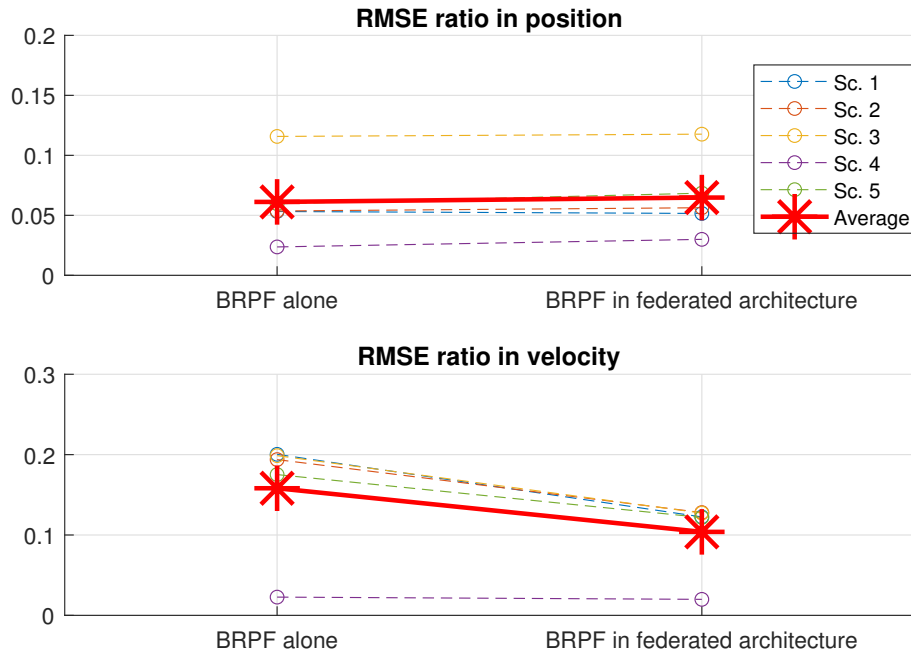 RMSE ratio in position
0.2
0.15
0.1
0.05
0
BRPF alone
BRPF in federated architecture
Sc. 1
Sc. 2
Sc. 3
Sc. 4
Sc. 5
Average
RMSE ratio in velocity
0.3
0.2
0.1
0
BRPF alone
BRPF in federated architecture